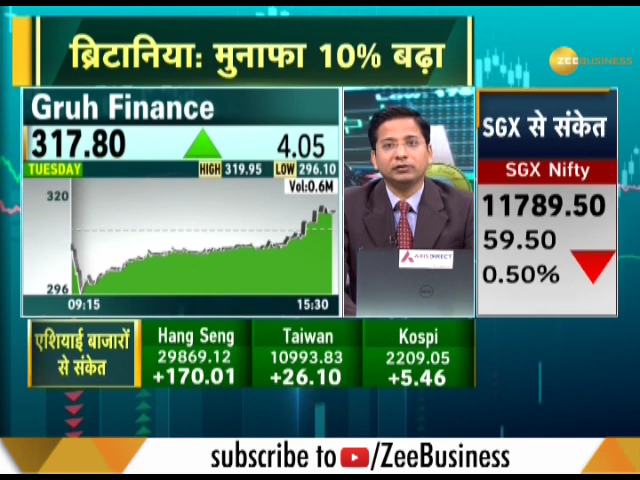 ब्रिटानिया: मुनाफा 10% बढ़ा
ZEEBUSINESS
Gruh Finance
317.80 4.05
TUESDAY HIGH 319.95 LOW 296.10
Vol:0.6M
320
296
09:15 15:30
AXISDIRECT
DELL
SGX से संकेत
SGX Nifty
11789.50
59.50
0.50%
एशियाई बाजारों
से संकेत
Hang Seng
29869.12
+170.01
Taiwan
10993.83
+26.10
Kospi
2209.05
+5.46
subscribe to /ZeeBusiness